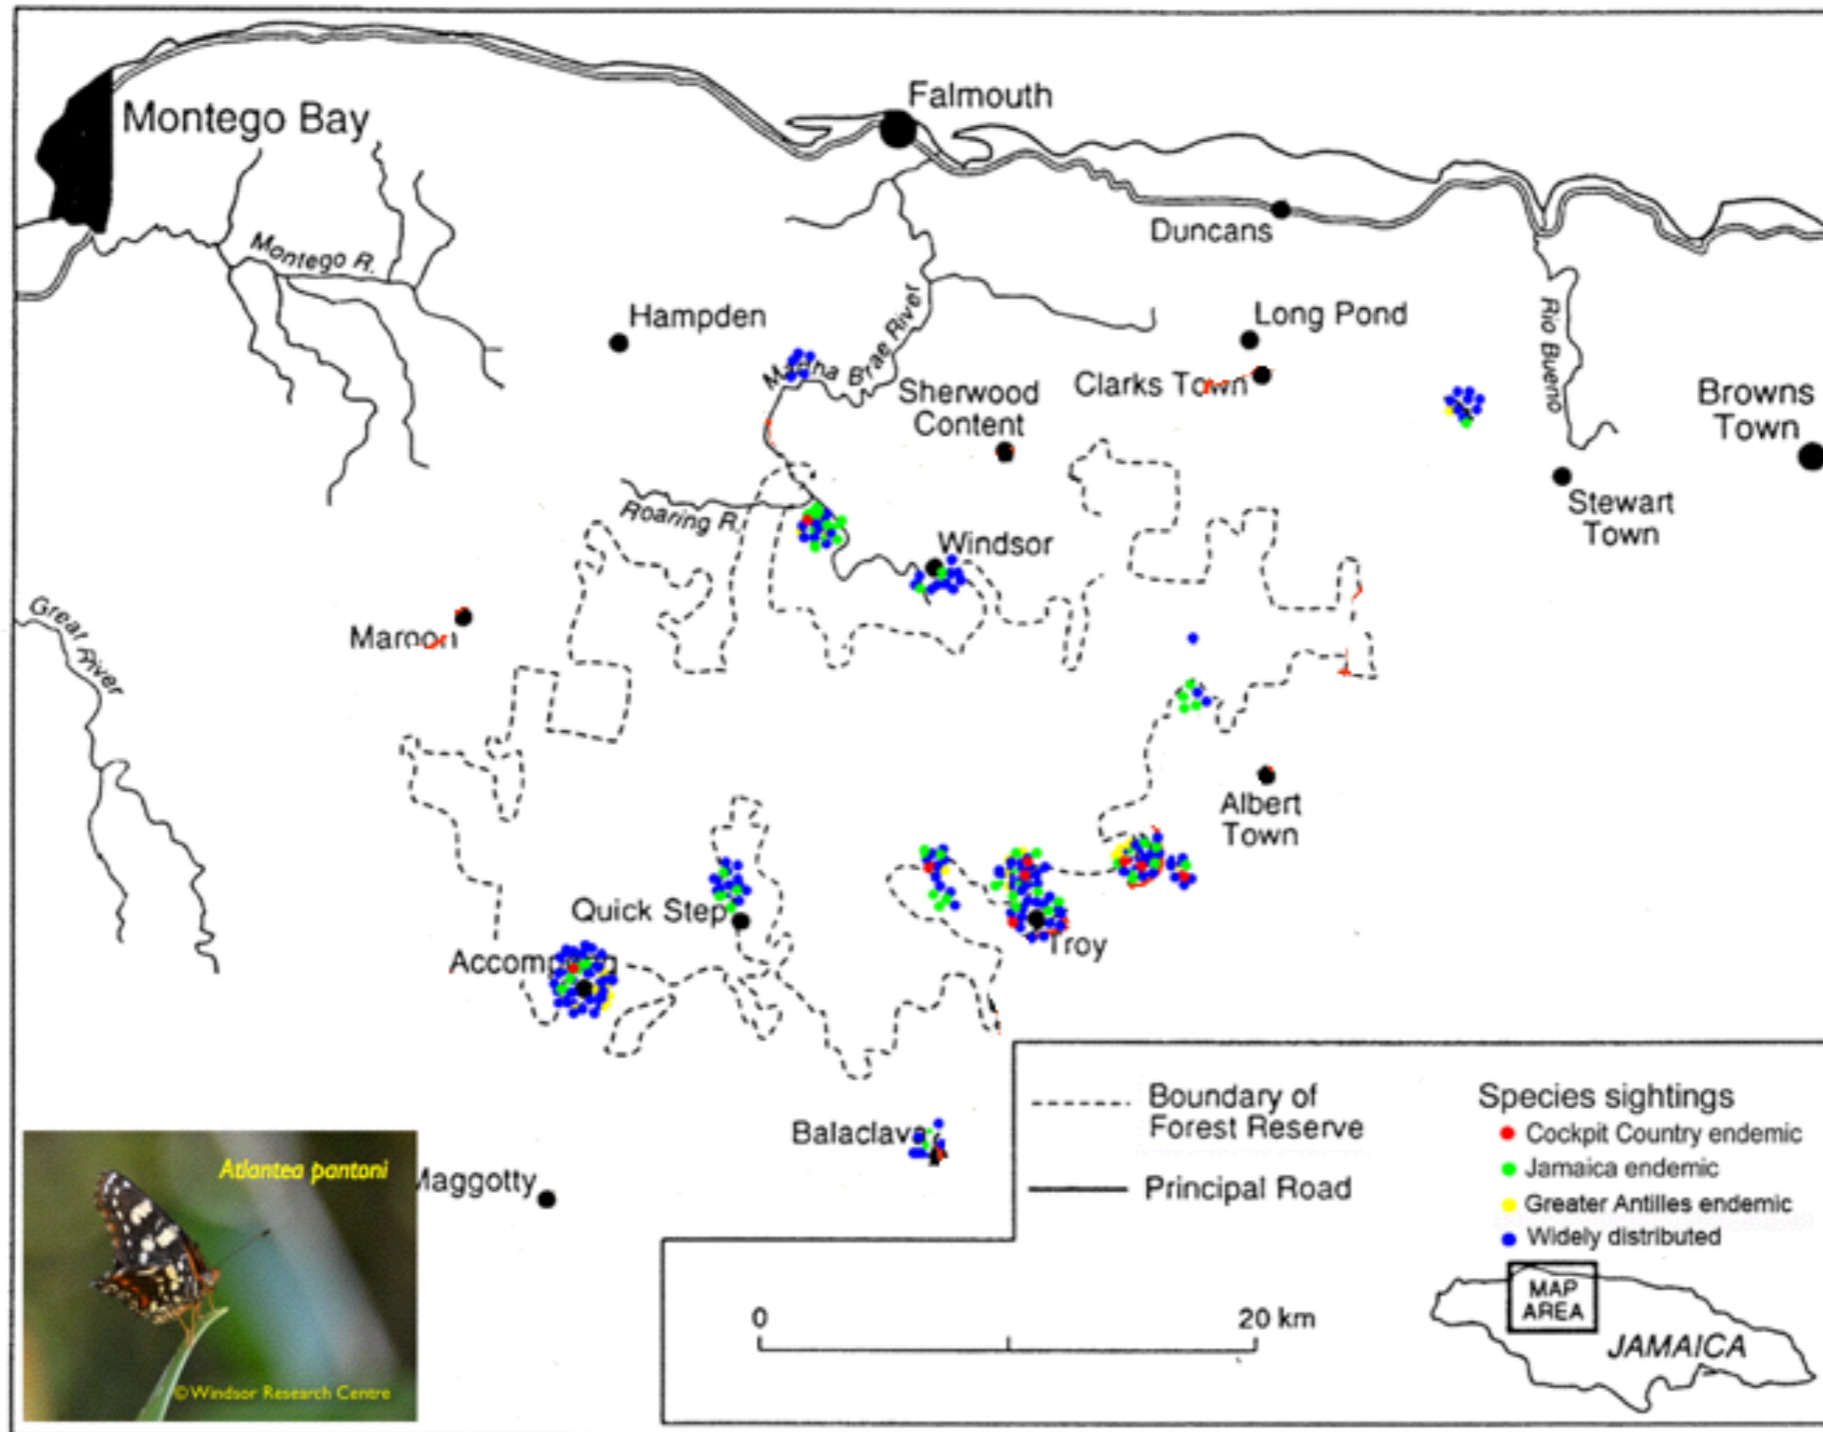 Falmouth
Montego Bay
Duncans
Montego R.
Hampden
Long Pond
Martha Brae River
Rio Bueno
Clarks Town
Sherwood
Content
Browns
Town
Stewart
Town
Roaring R.
Windsor
Great River
Maroon
Albert
Town
Quick Step
Troy
Balaclava
Maggotty
Boundary of
Forest Reserve
Principal Road
Species sightings
Cockpit Country endemic
Jamaica endemic
Greater Antilles endemic
Widely distributed
MAP
AREA
JAMAICA
0 20 km
Atlantea pantoni
©Windsor Research Centre